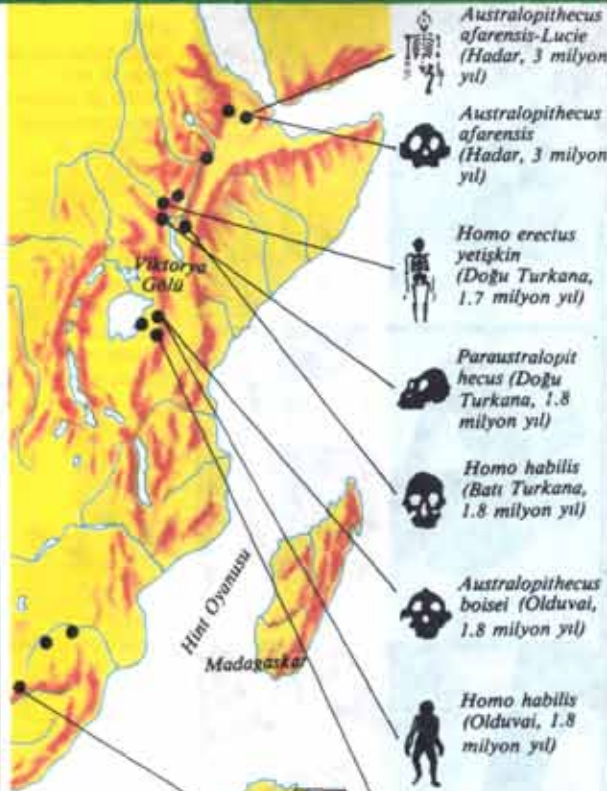 Australopithecus
afarensis-Lucie
(Hadar, 3 milyon
yıl)
Australopithecus
afarensis
(Hadar, 3 milyon
yıl)
Homo erectus
yetişkin
(Doğu Turkana,
1.7 milyon yıl)
Paraustralopit
hecus (Doğu
Turkana, 1.8
milyon yıl)
Homo habilis
(Batı Turkana,
1.8 milyon yıl)
Australopithecus
boisei (Olduvai,
1.8 milyon yıl)
Homo habilis
(Olduvai, 1.8
milyon yıl)
Viktorya
Gölü
Hint Oyanusu
Madagaskar